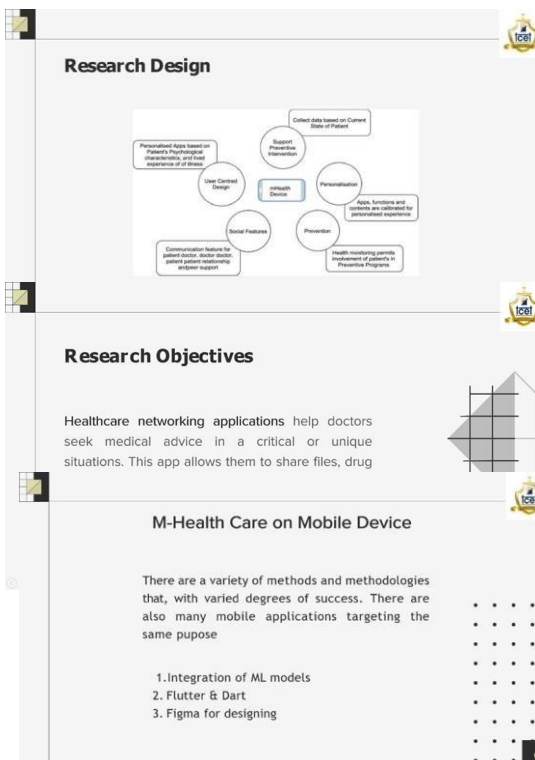 tcet
Research Design
Collect data based on Current
State of Patient
Support
Preventive
Intervention
Personalised Apps based on
Patient's Psychological
characteristics, and lived
experience of of illness
User Centred
Design
mHealth
Device
Personalisation
Apps, functions and
contents are calibrated for
personalised experience
Social Features
Prevention
Communication feature for
patient doctor, doctor doctor,
patient patient relationship
andpeer support
Health monitoring permits
involvement of patient's in
Preventive Programs
tcet
Research Objectives
Healthcare networking applications help doctors
seek medical advice in a critical or unique
situations. This app allows them to share files, drug
tcet
M-Health Care on Mobile Device
There are a variety of methods and methodologies
that, with varied degrees of success. There are
also many mobile applications targeting the
same pupose
1.Integration of ML models
2. Flutter & Dart
3. Figma for designing